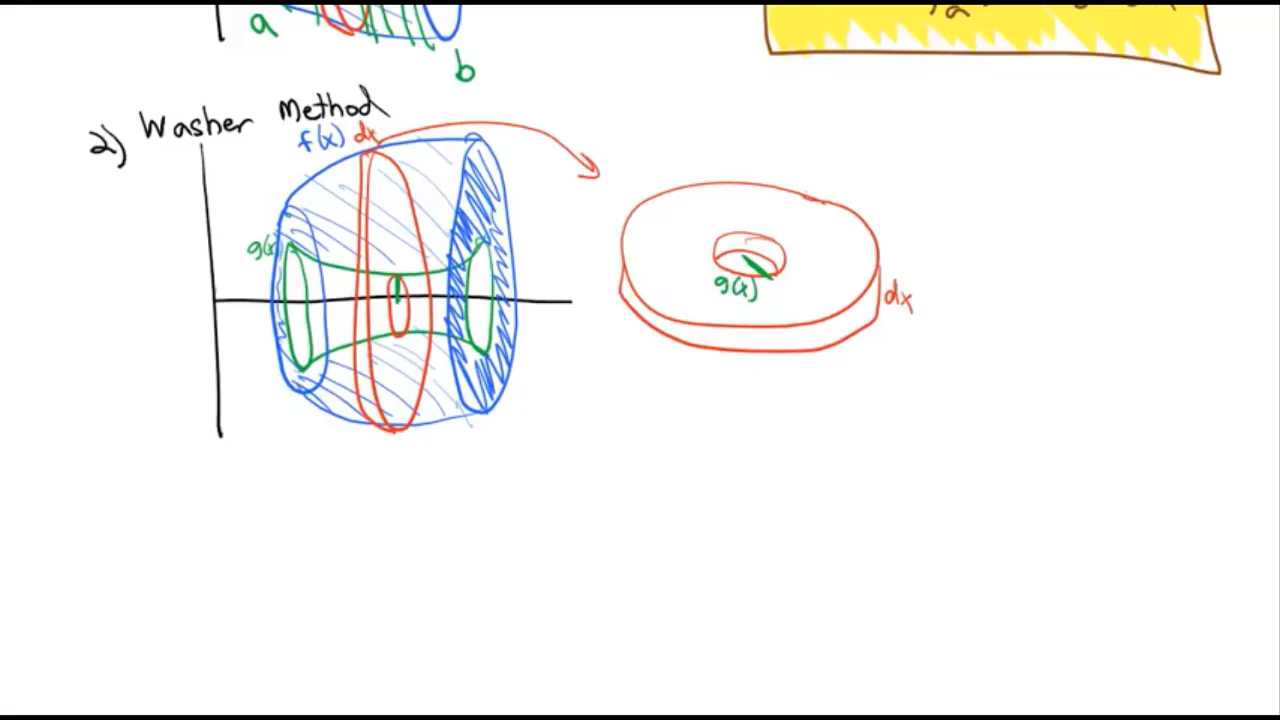 a
b
2) Washer Method
f(x) dx
g(x)
g(x)
dx